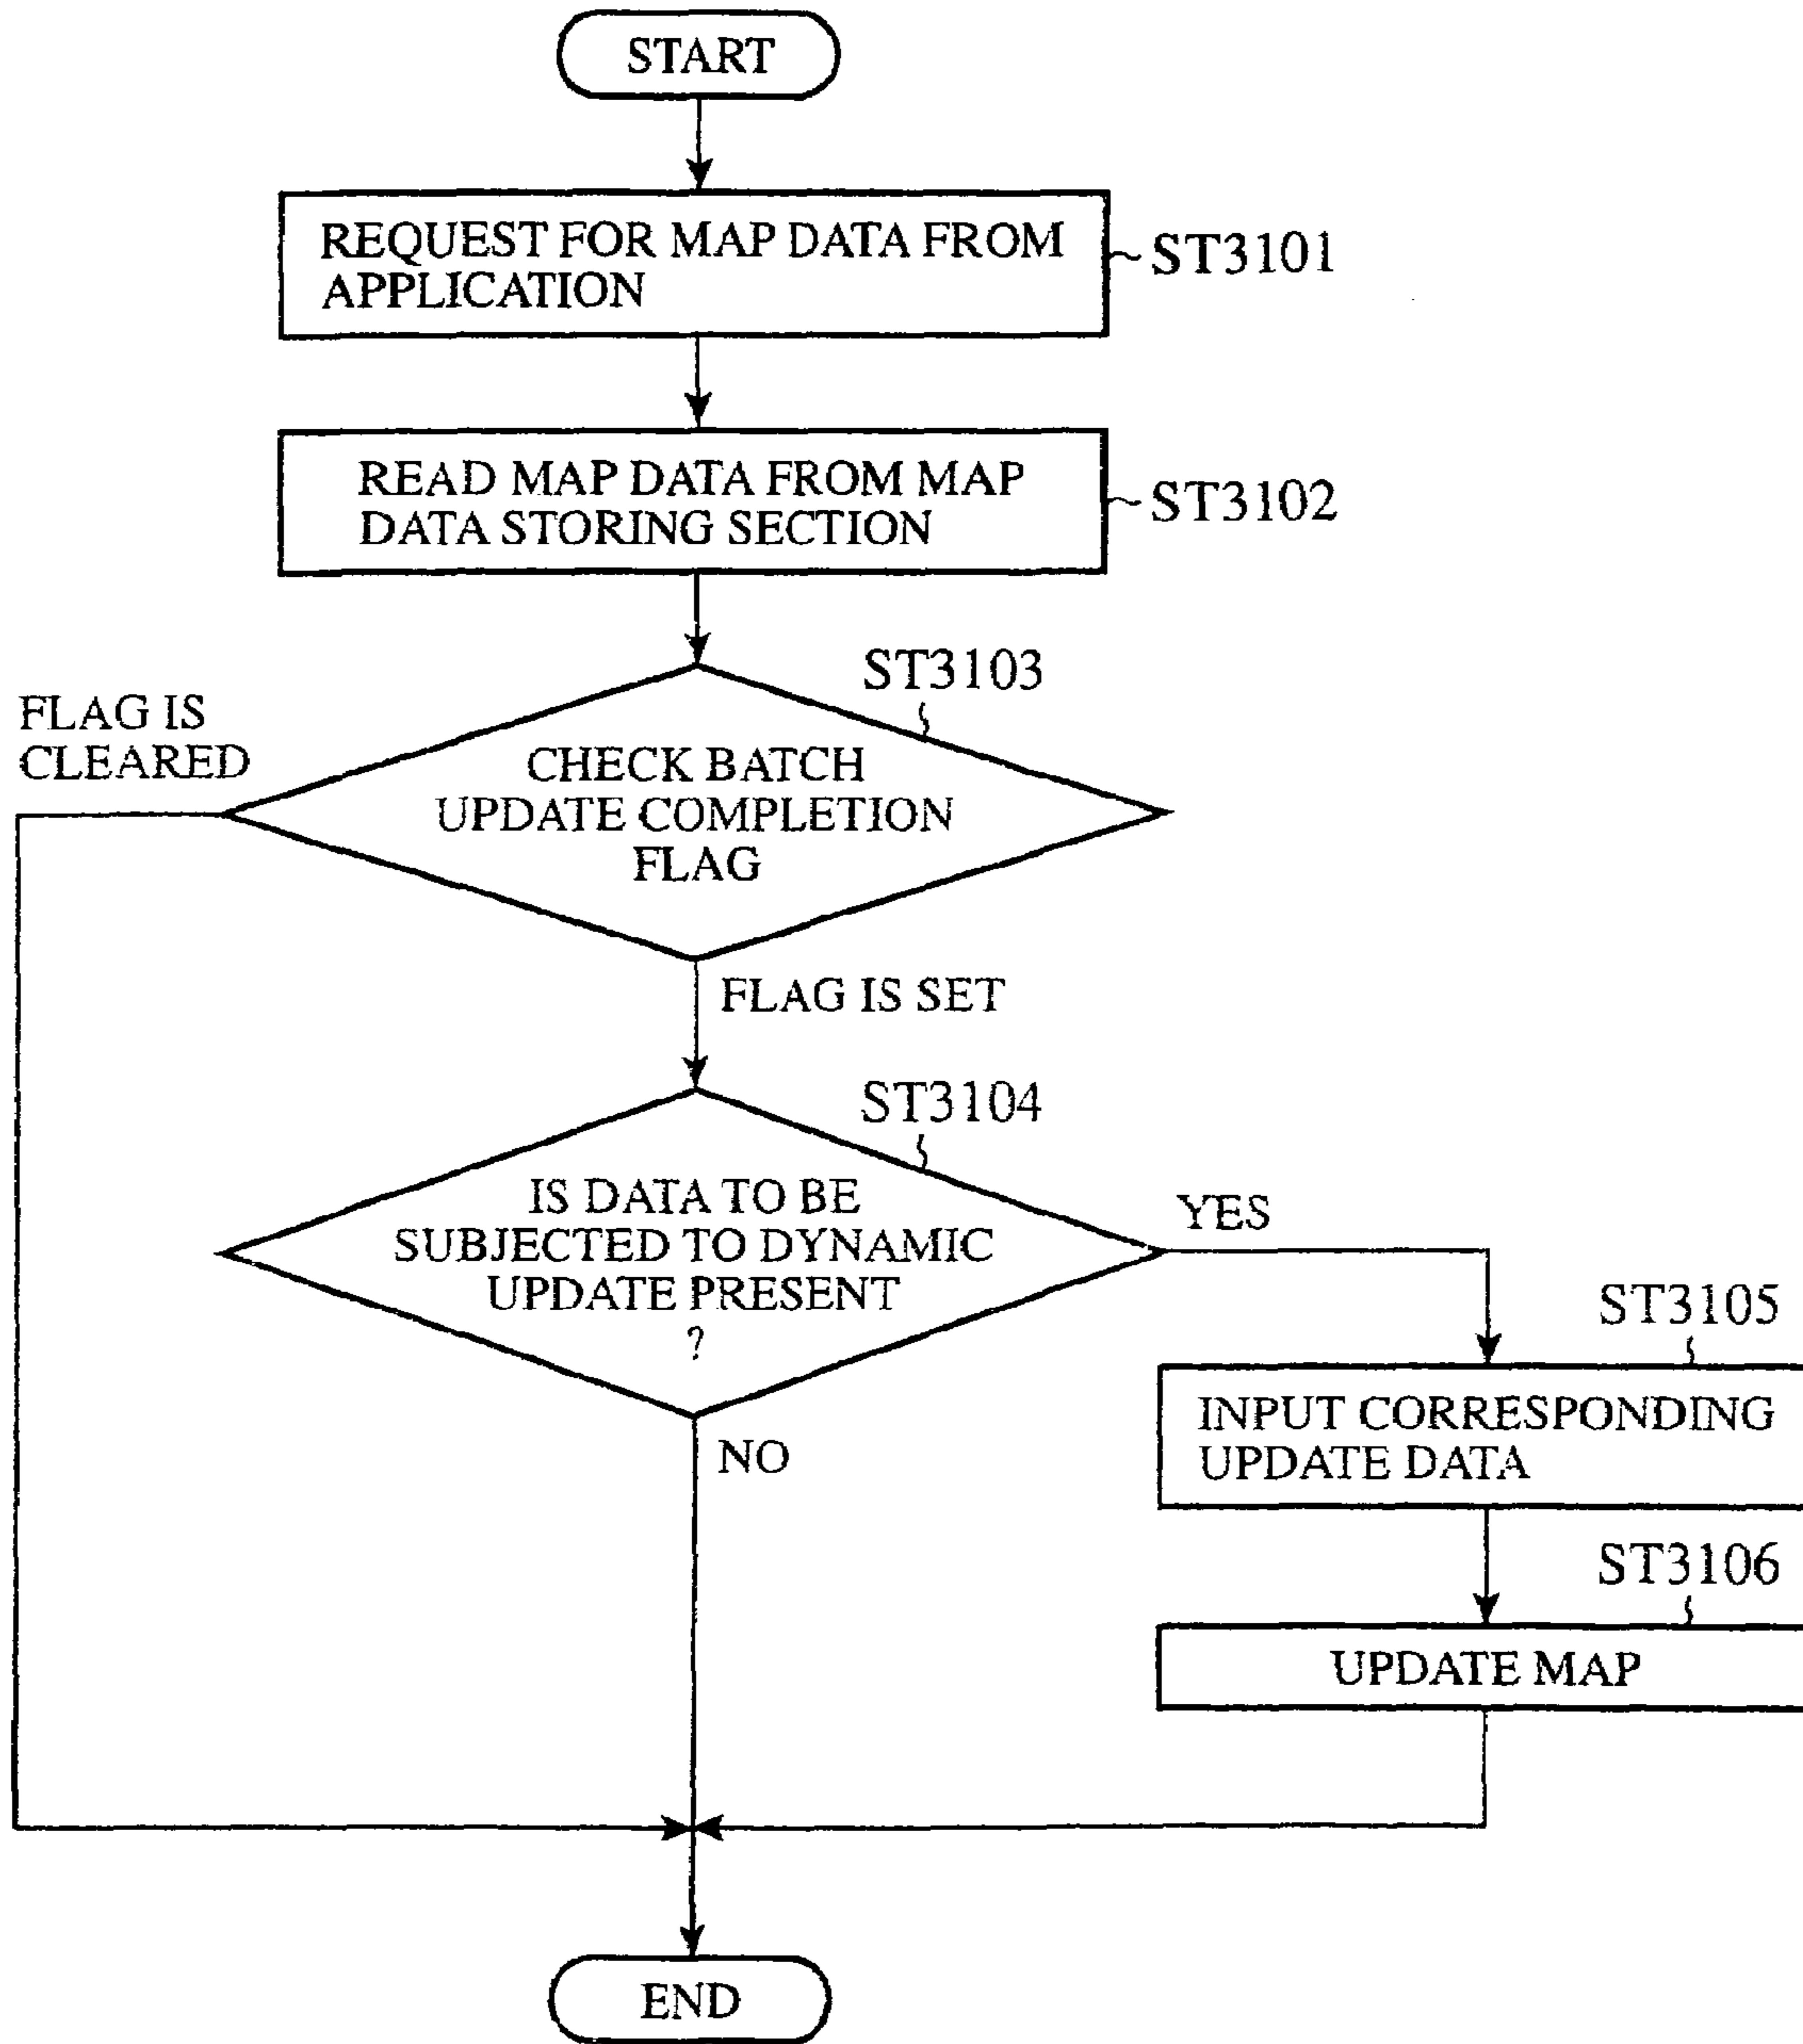 START
REQUEST FOR MAP DATA FROM
APPLICATION
ST3101
READ MAP DATA FROM MAP
DATA STORING SECTION
ST3102
ST3103
FLAG IS
CLEARED
CHECK BATCH
UPDATE COMPLETION
FLAG
FLAG IS SET
ST3104
IS DATA TO BE
SUBJECTED TO DYNAMIC
UPDATE PRESENT
?
YES
NO
ST3105
INPUT CORRESPONDING
UPDATE DATA
ST3106
UPDATE MAP
END